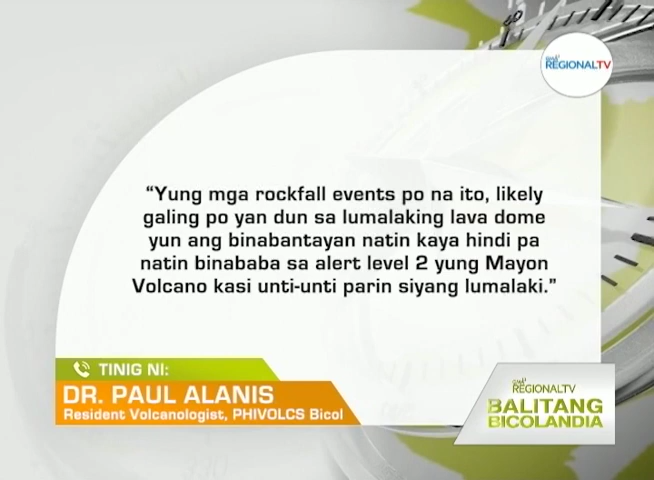 GMA REGIONALTV
“Yung mga rockfall events po na ito, likely
galing po yan dun sa lumalaking lava dome
yun ang binabantayan natin kaya hindi pa
natin binababa sa alert level 2 yung Mayon
Volcano kasi unti-unti parin siyang lumalaki.”
TINIG NI:
DR. PAUL ALANIS
Resident Volcanologist, PHIVOLCS Bicol
GMA REGIONALTV
BALITANG
BICOLANDIA